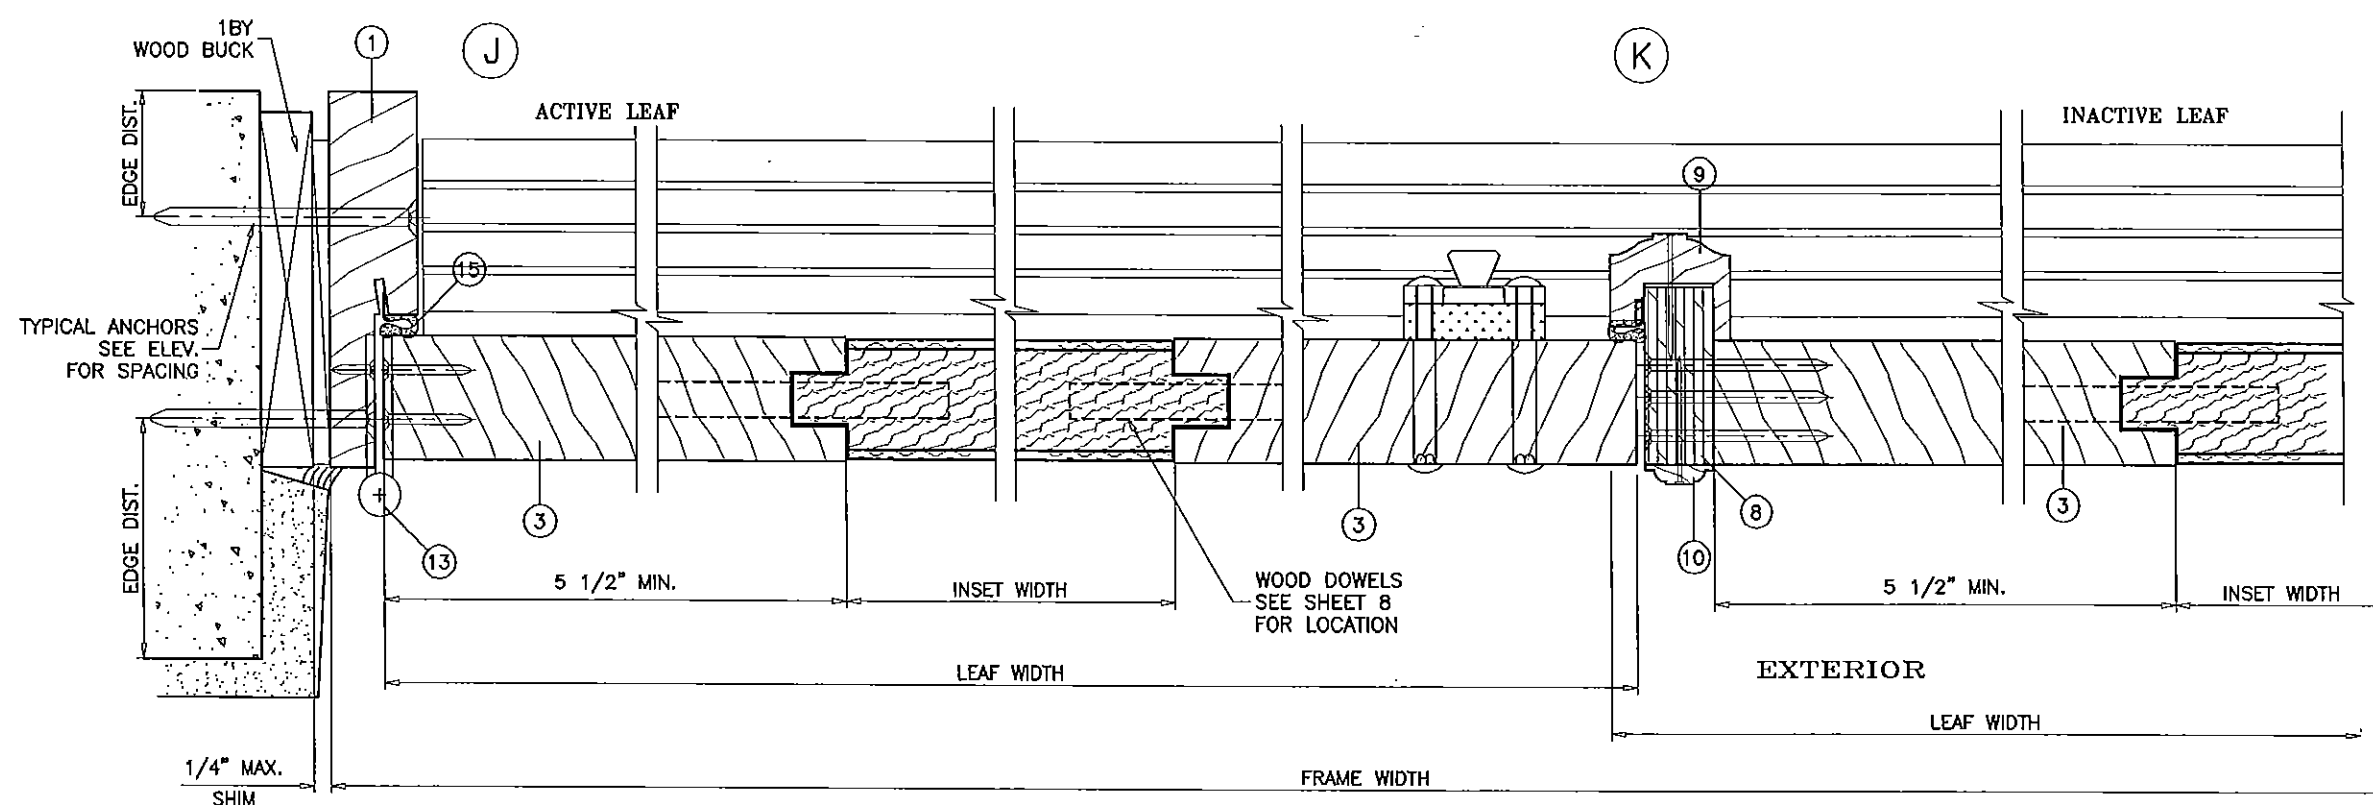 1BY
WOOD BUCK
1
J
K
ACTIVE LEAF
INACTIVE LEAF
EDGE DIST.
9
15
TYPICAL ANCHORS
SEE ELEV.
FOR SPACING
EDGE DIST.
3
13
3
8
10
3
5 1/2" MIN.
INSET WIDTH
WOOD DOWELS
SEE SHEET 8
FOR LOCATION
5 1/2" MIN.
INSET WIDTH
LEAF WIDTH
EXTERIOR
LEAF WIDTH
1/4" MAX.
SHIM
FRAME WIDTH